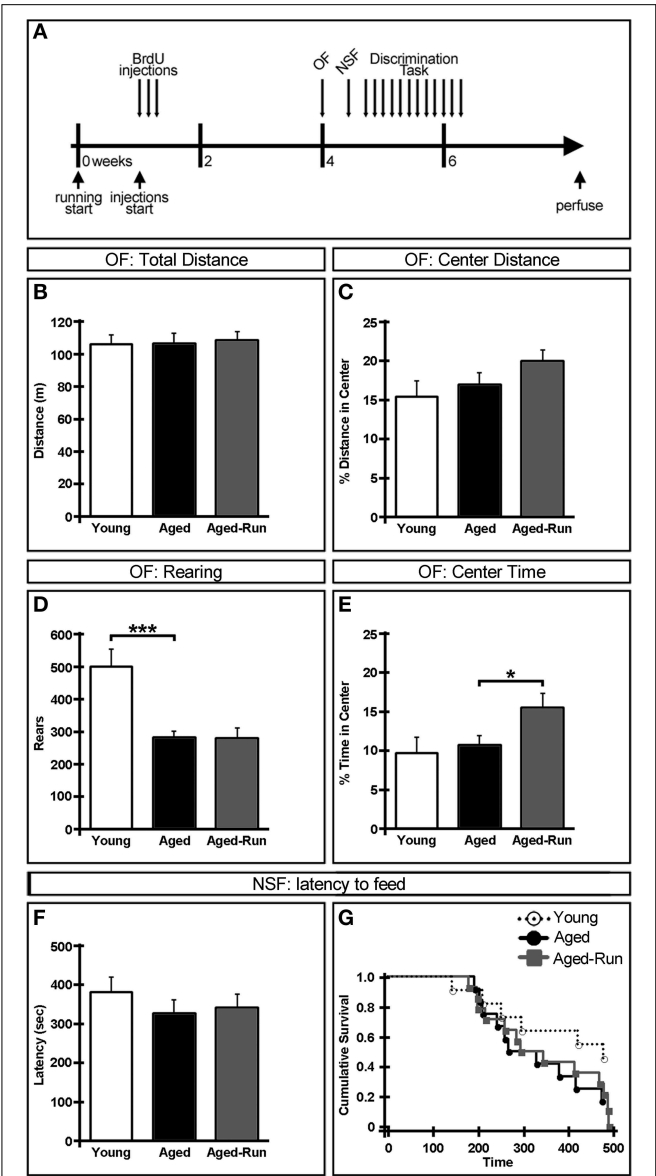 A
BrdU
injections
OF
NSF
Discrimination
Task
0 weeks
2
4
6
running
start
injections
start
perfuse
OF: Total Distance
OF: Center Distance
B
120
100
80
60
40
20
0
Distance (m)
Young Aged Aged-Run
C
25
20
15
10
5
0
% Distance in Center
Young Aged Aged-Run
OF: Rearing
OF: Center Time
D
***
600
500
400
300
200
100
0
Rears
Young Aged Aged-Run
E
*
25
20
15
10
5
0
% Time in Center
Young Aged Aged-Run
NSF: latency to feed
F
500
400
300
200
100
0
Latency (sec)
Young Aged Aged-Run
G
Young
Aged
Aged-Run
1.0
0.8
0.6
0.4
0.2
0
Cumulative Survival
0 100 200 300 400 500
Time